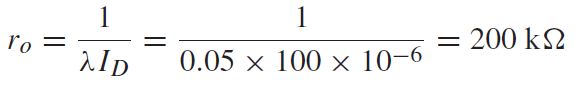 r_o = 1 / λI_D = 1 / 0.05 × 100 × 10⁻⁶ = 200 kΩ